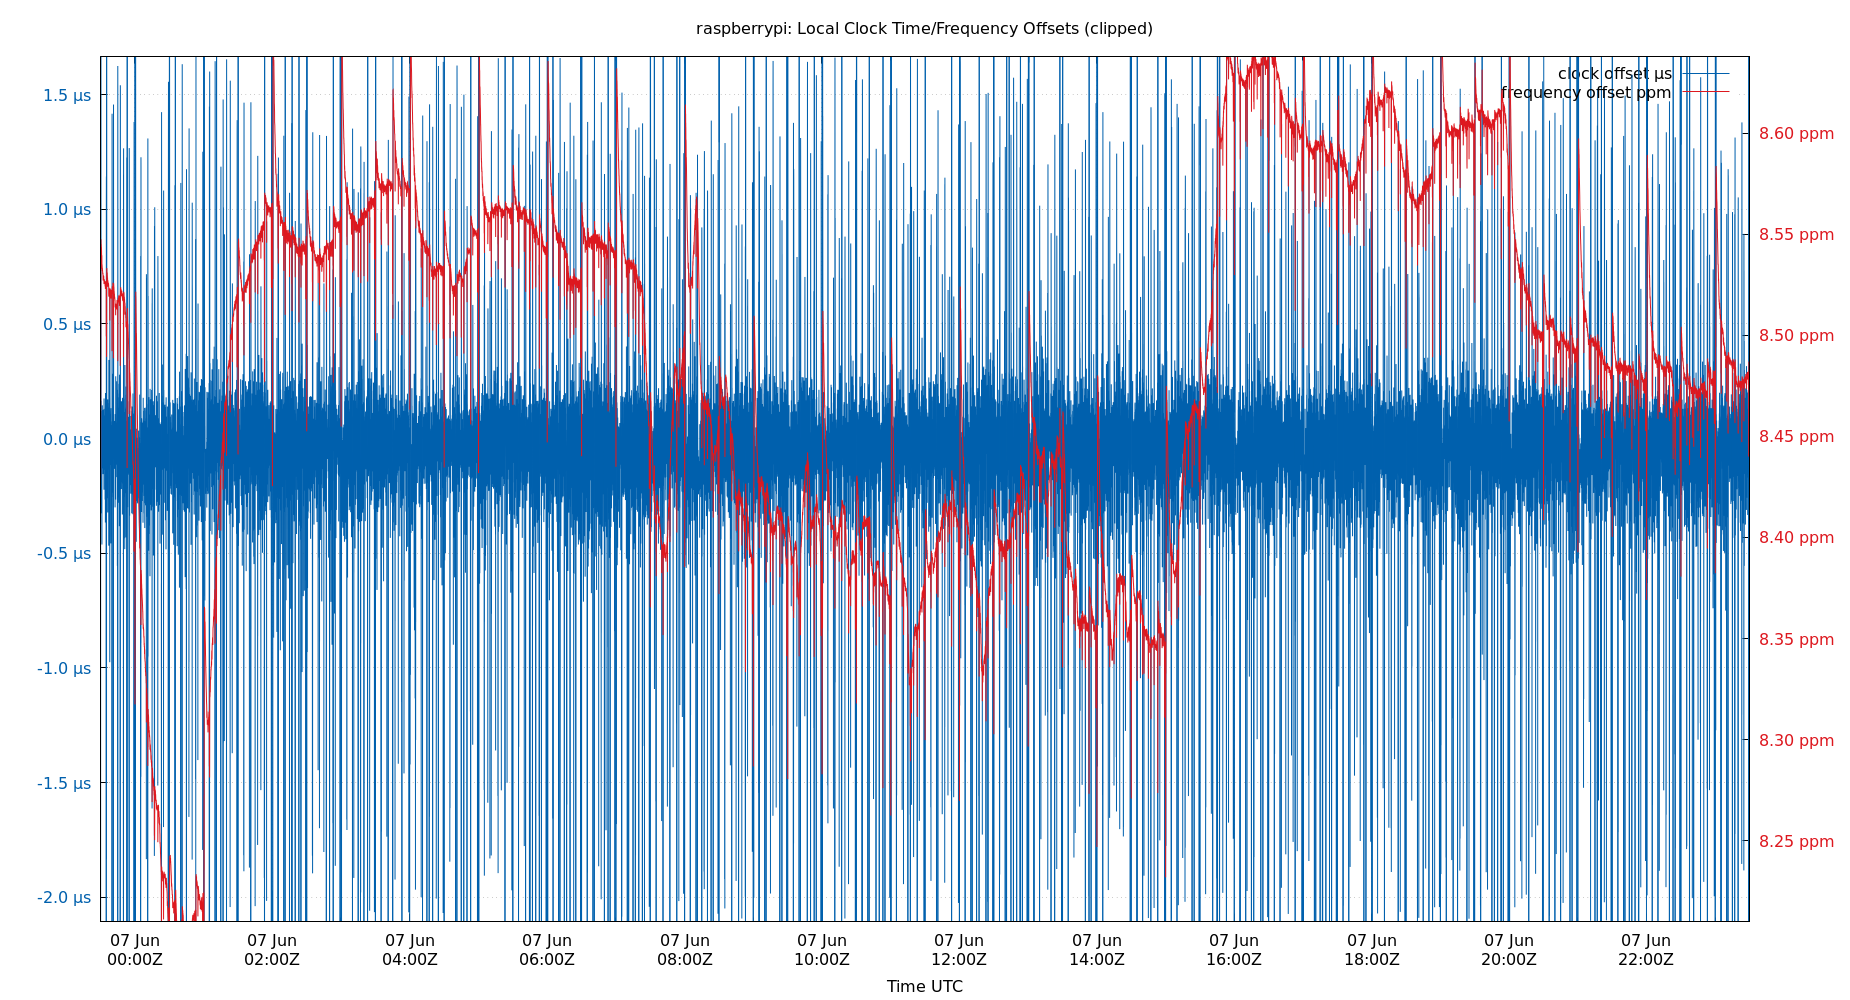 raspberrypi: Local Clock Time/Frequency Offsets (clipped)
clock offset µs
frequency offset ppm
1.5 µs
1.0 µs
0.5 µs
0.0 µs
-0.5 µs
-1.0 µs
-1.5 µs
-2.0 µs
8.60 ppm
8.55 ppm
8.50 ppm
8.45 ppm
8.40 ppm
8.35 ppm
8.30 ppm
8.25 ppm
07 Jun 07 Jun 07 Jun 07 Jun 07 Jun 07 Jun 07 Jun 07 Jun 07 Jun 07 Jun 07 Jun 07 Jun
00:00Z 02:00Z 04:00Z 06:00Z 08:00Z 10:00Z 12:00Z 14:00Z 16:00Z 18:00Z 20:00Z 22:00Z
Time UTC